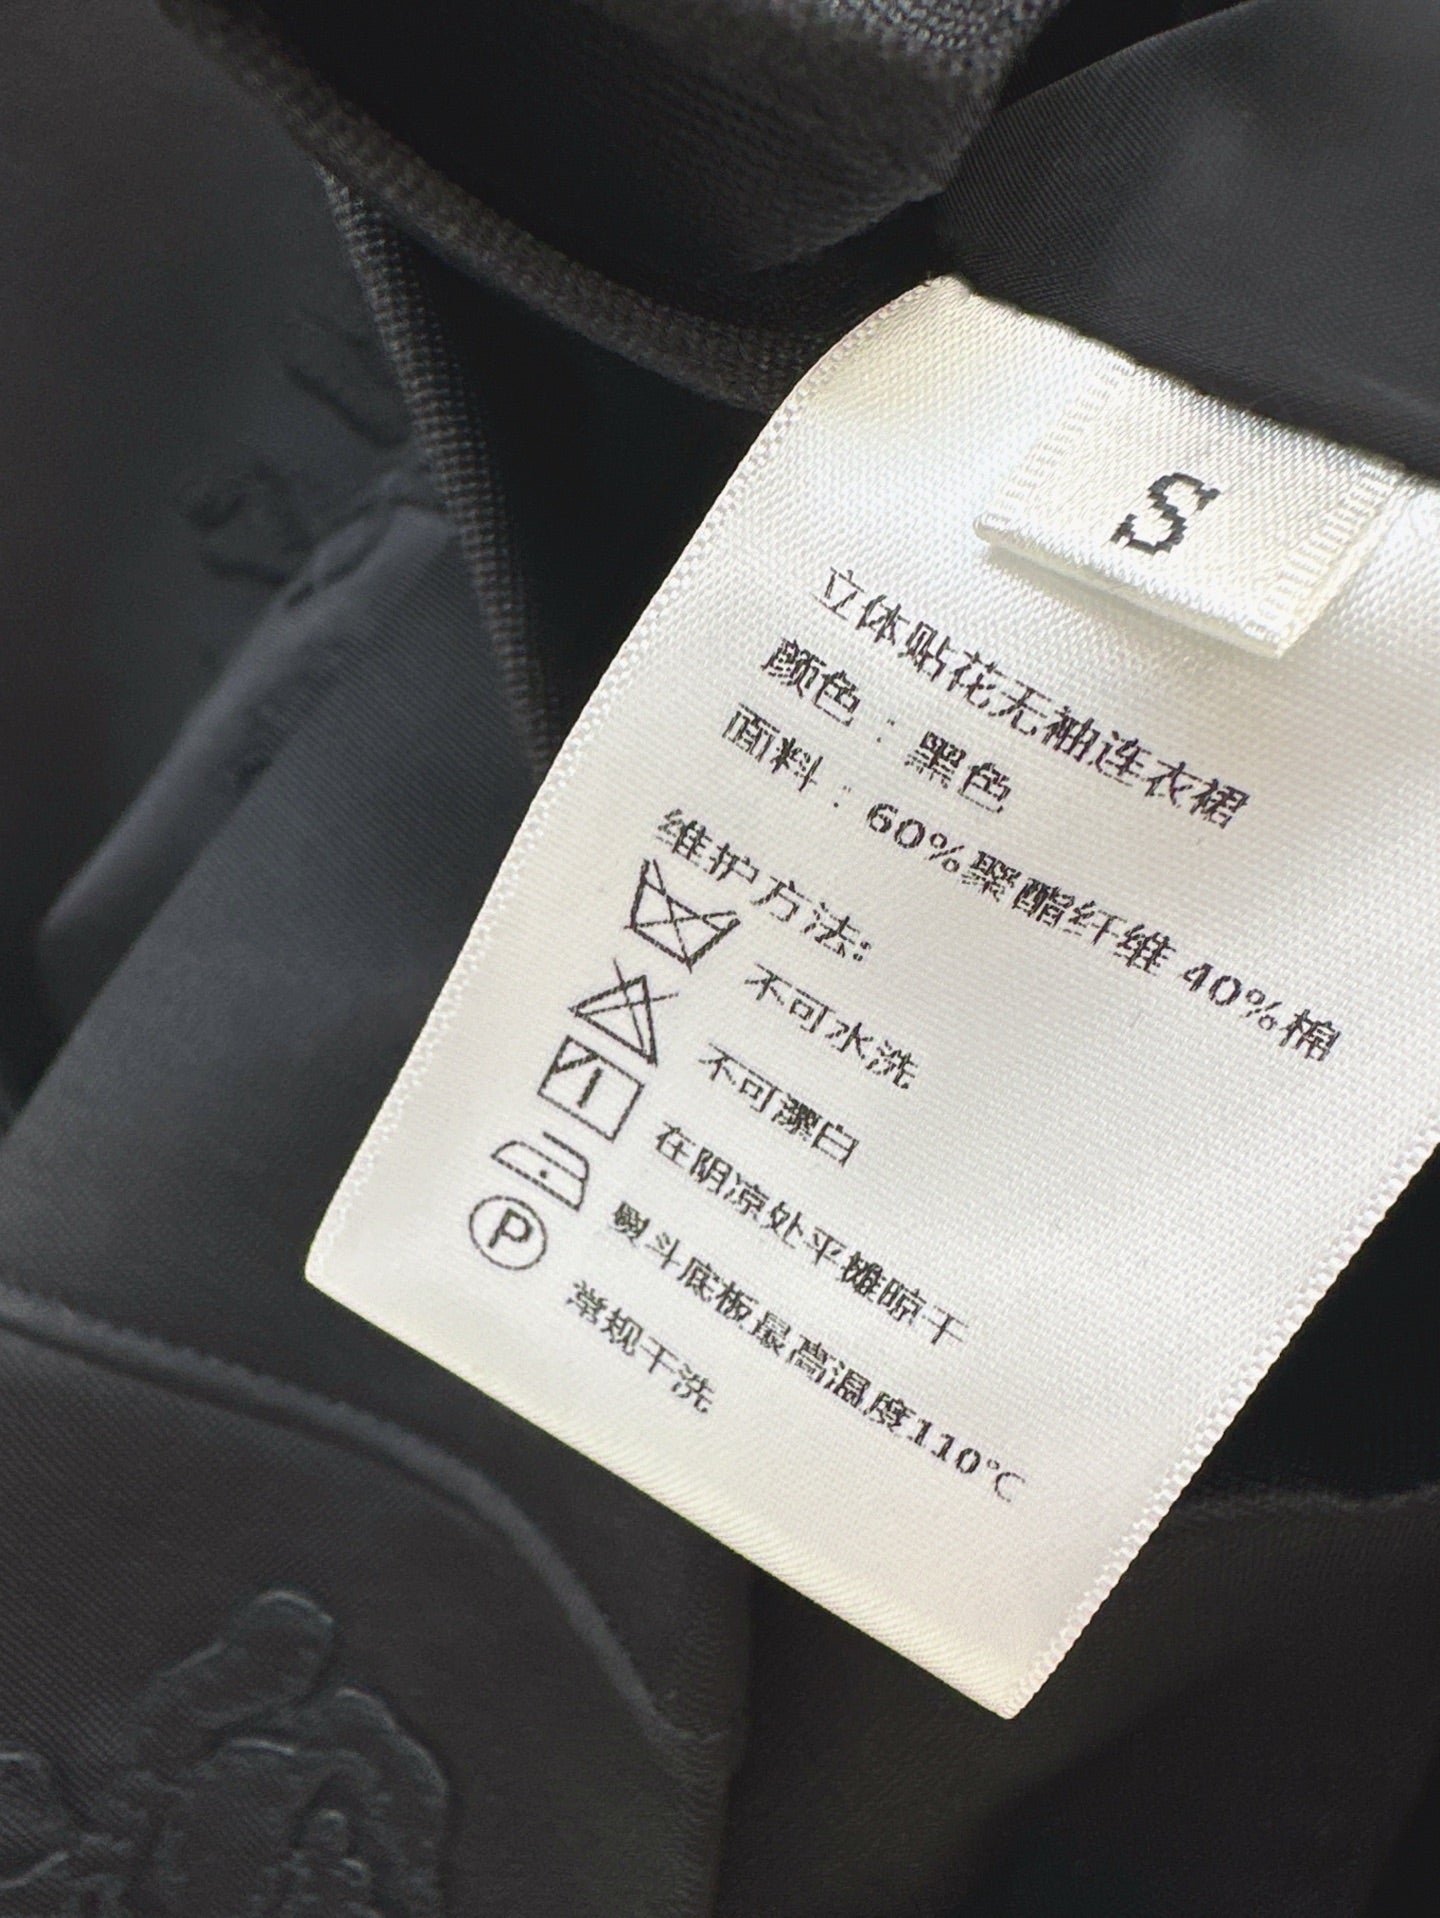 S
立体贴花无袖连衣裙
颜色：黑色
面料：60%聚酯纤维 40%棉
维护方法:
不可水洗
不可漂白
在阴凉处平摊晾干
熨斗底板最高温度110℃
P 常规干洗